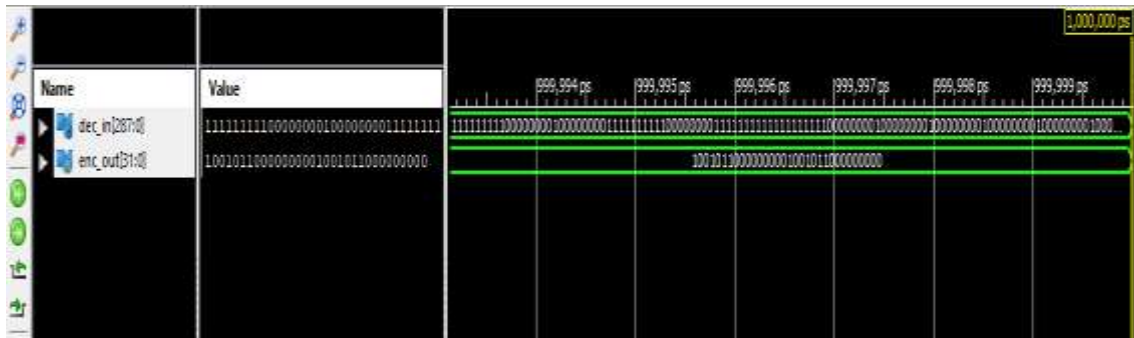 1,000,000 ps
Name Value 999,994 ps 999,995 ps 999,996 ps 999,997 ps 999,998 ps 999,999 ps
dec_in[287:0]
enc_out[31:0] 10010110000000001001011000000000 10010110000000001001011000000000